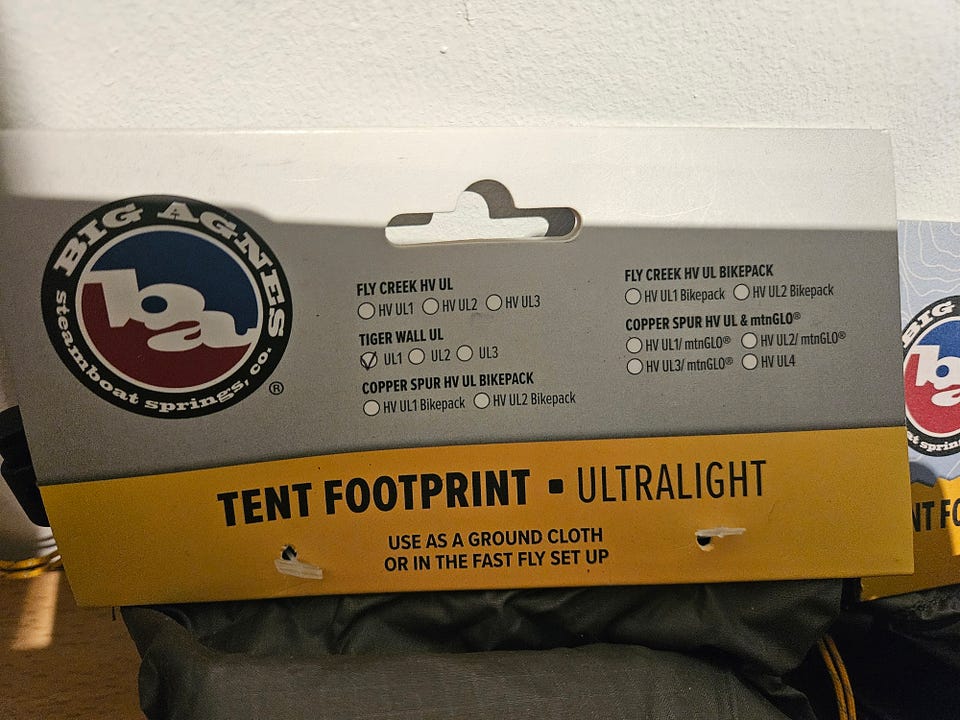 BIG AGNES
ba
steamboat springs, co.
®
FLY CREEK HV UL
HV UL1 HV UL2 HV UL3
TIGER WALL UL
UL1 UL2 UL3
COPPER SPUR HV UL BIKEPACK
HV UL1 Bikepack HV UL2 Bikepack
FLY CREEK HV UL BIKEPACK
HV UL1 Bikepack HV UL2 Bikepack
COPPER SPUR HV UL & mtnGLO®
HV UL1/ mtnGLO® HV UL2/ mtnGLO®
HV UL3/ mtnGLO® HV UL4
TENT FOOTPRINT ▪ ULTRALIGHT
USE AS A GROUND CLOTH
OR IN THE FAST FLY SET UP
BIG